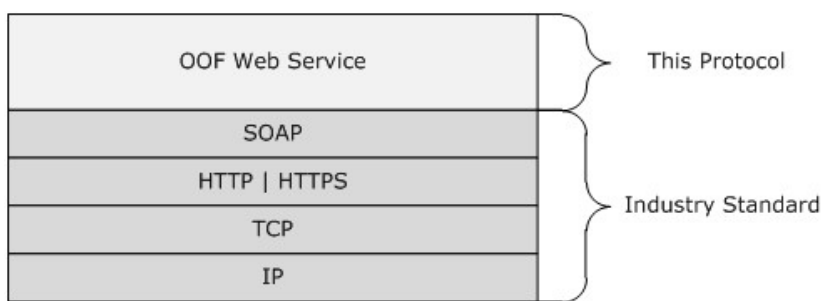 OOF Web Service
This Protocol
SOAP
HTTP | HTTPS
Industry Standard
TCP
IP